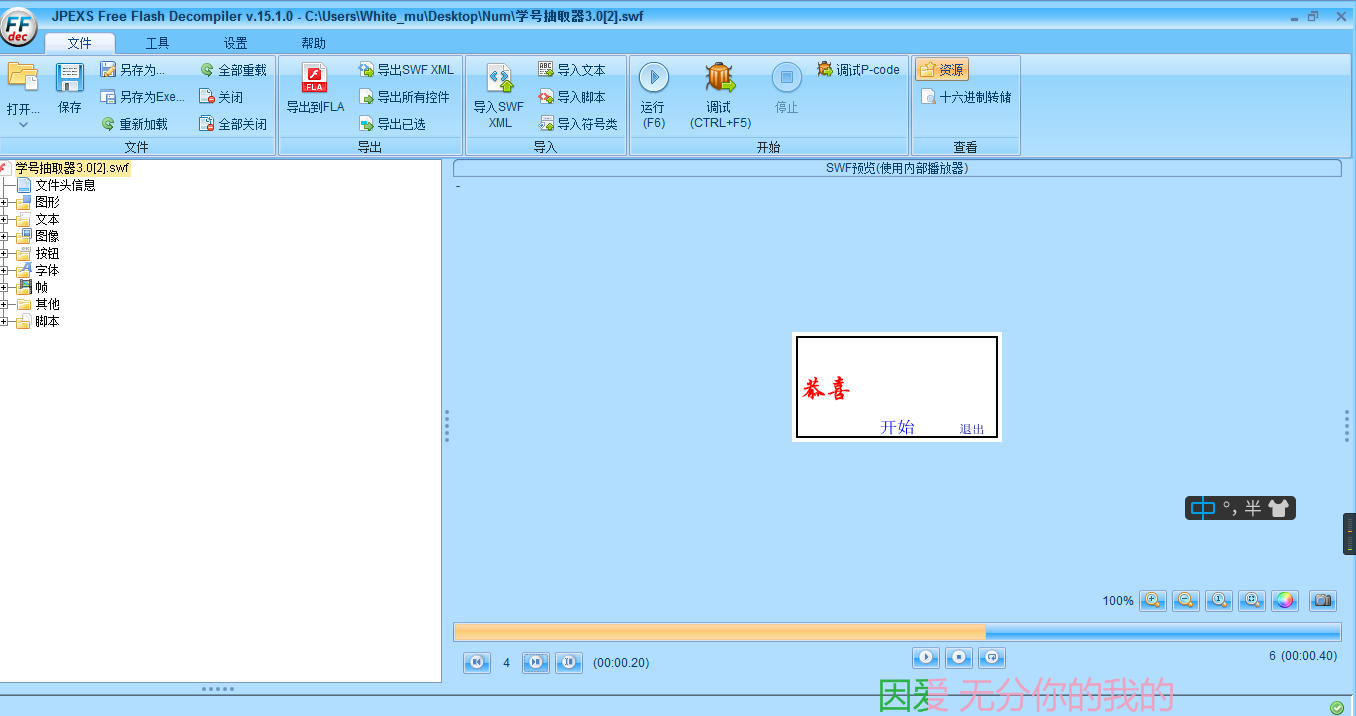 JPEXS Free Flash Decompiler v.15.1.0 - C:\Users\White_mu\Desktop\Num\学号抽取器3.0[2].swf
FF dec
文件 工具 设置 帮助
打开...
保存
另存为...
另存为Exe...
重新加载
全部重载
关闭
全部关闭
文件
FLA
导出到FLA
导出SWF XML
导出所有控件
导出已选
导出
导入SWF
XML
ABC
导入文本
导入脚本
导入符号类
导入
运行
(F6)
调试
(CTRL+F5)
停止
调试P-code
开始
资源
十六进制转储
查看
学号抽取器3.0[2].swf
文件头信息
图形
文本
图像
按钮
字体
帧
其他
脚本
SWF预览(使用内部播放器)
-
恭喜
开始 退出
中 °, 半
100%
4 (00:00.20)
6 (00:00.40)
因爱 无分你的我的